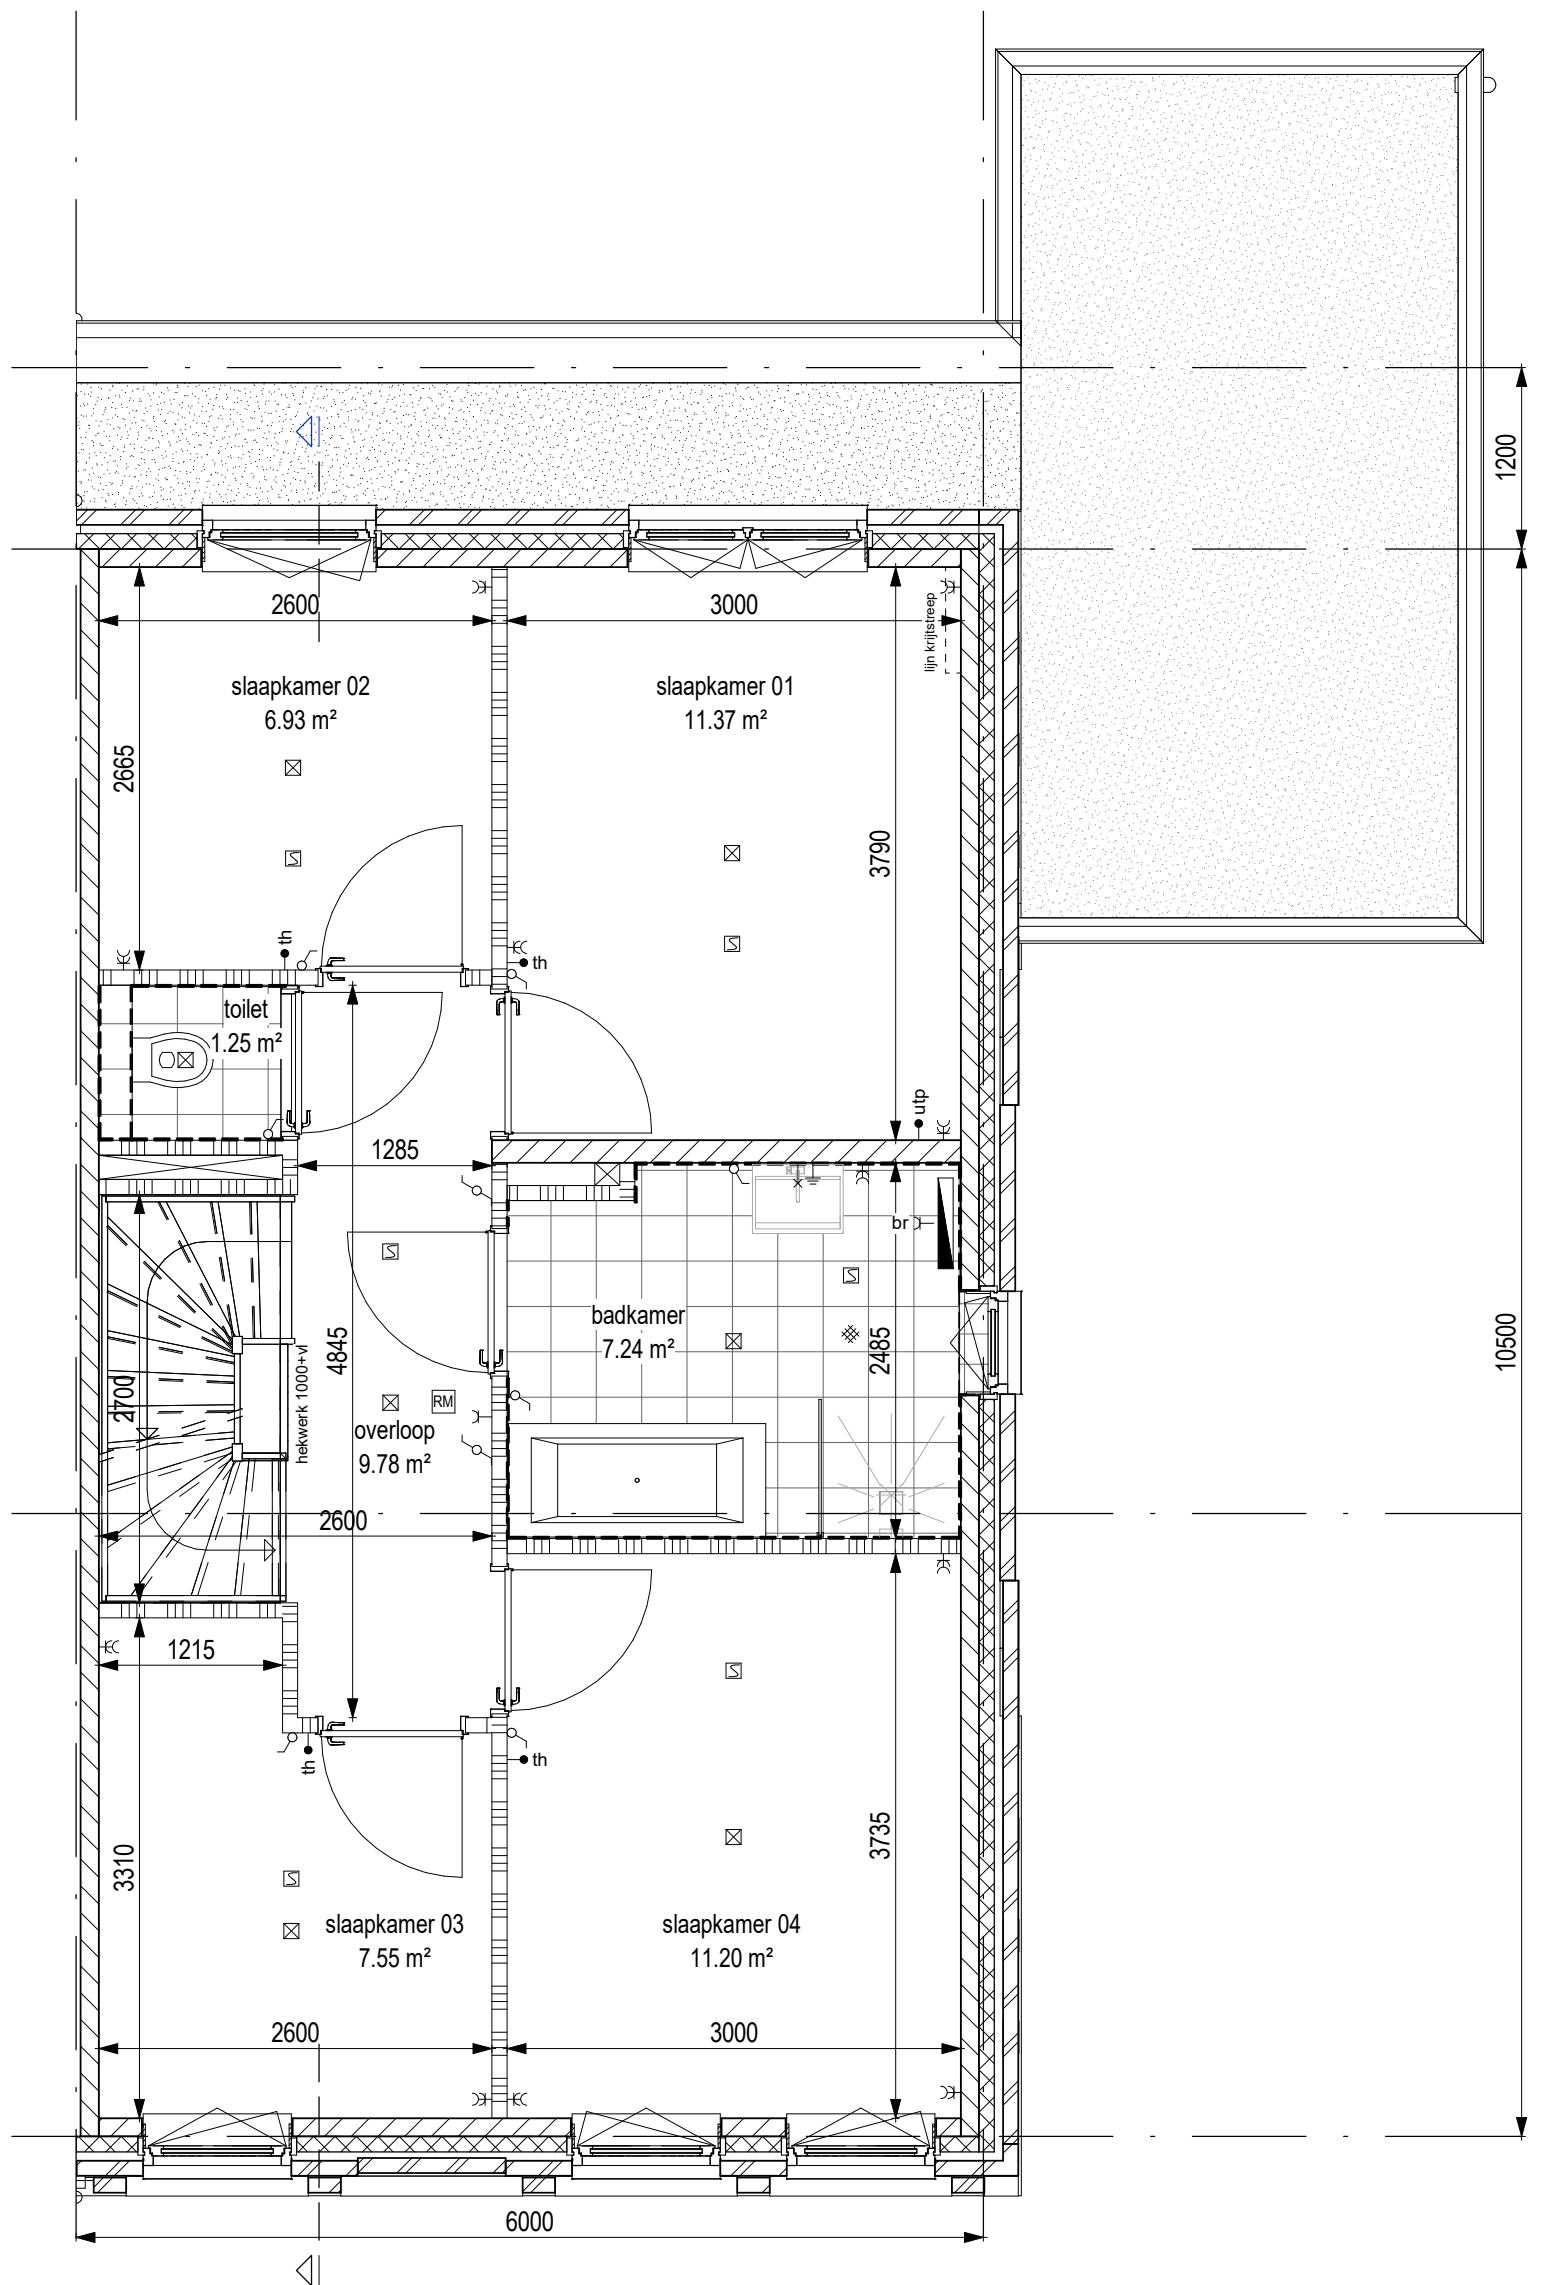 1200
2600
3000
lijn krijtstreep
slaapkamer 02
6.93 m²
slaapkamer 01
11.37 m²
2665
3790
th
th
toilet
1.25 m²
utp
1285
br
badkamer
7.24 m²
2485
10500
4845
hekwerk 1000+vl
2700
RM
overloop
9.78 m²
2600
1215
th
th
3310
3735
slaapkamer 03
7.55 m²
slaapkamer 04
11.20 m²
2600
3000
6000